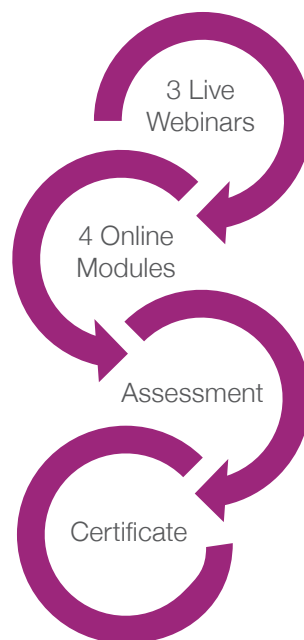 3 Live
Webinars
4 Online
Modules
Assessment
Certificate